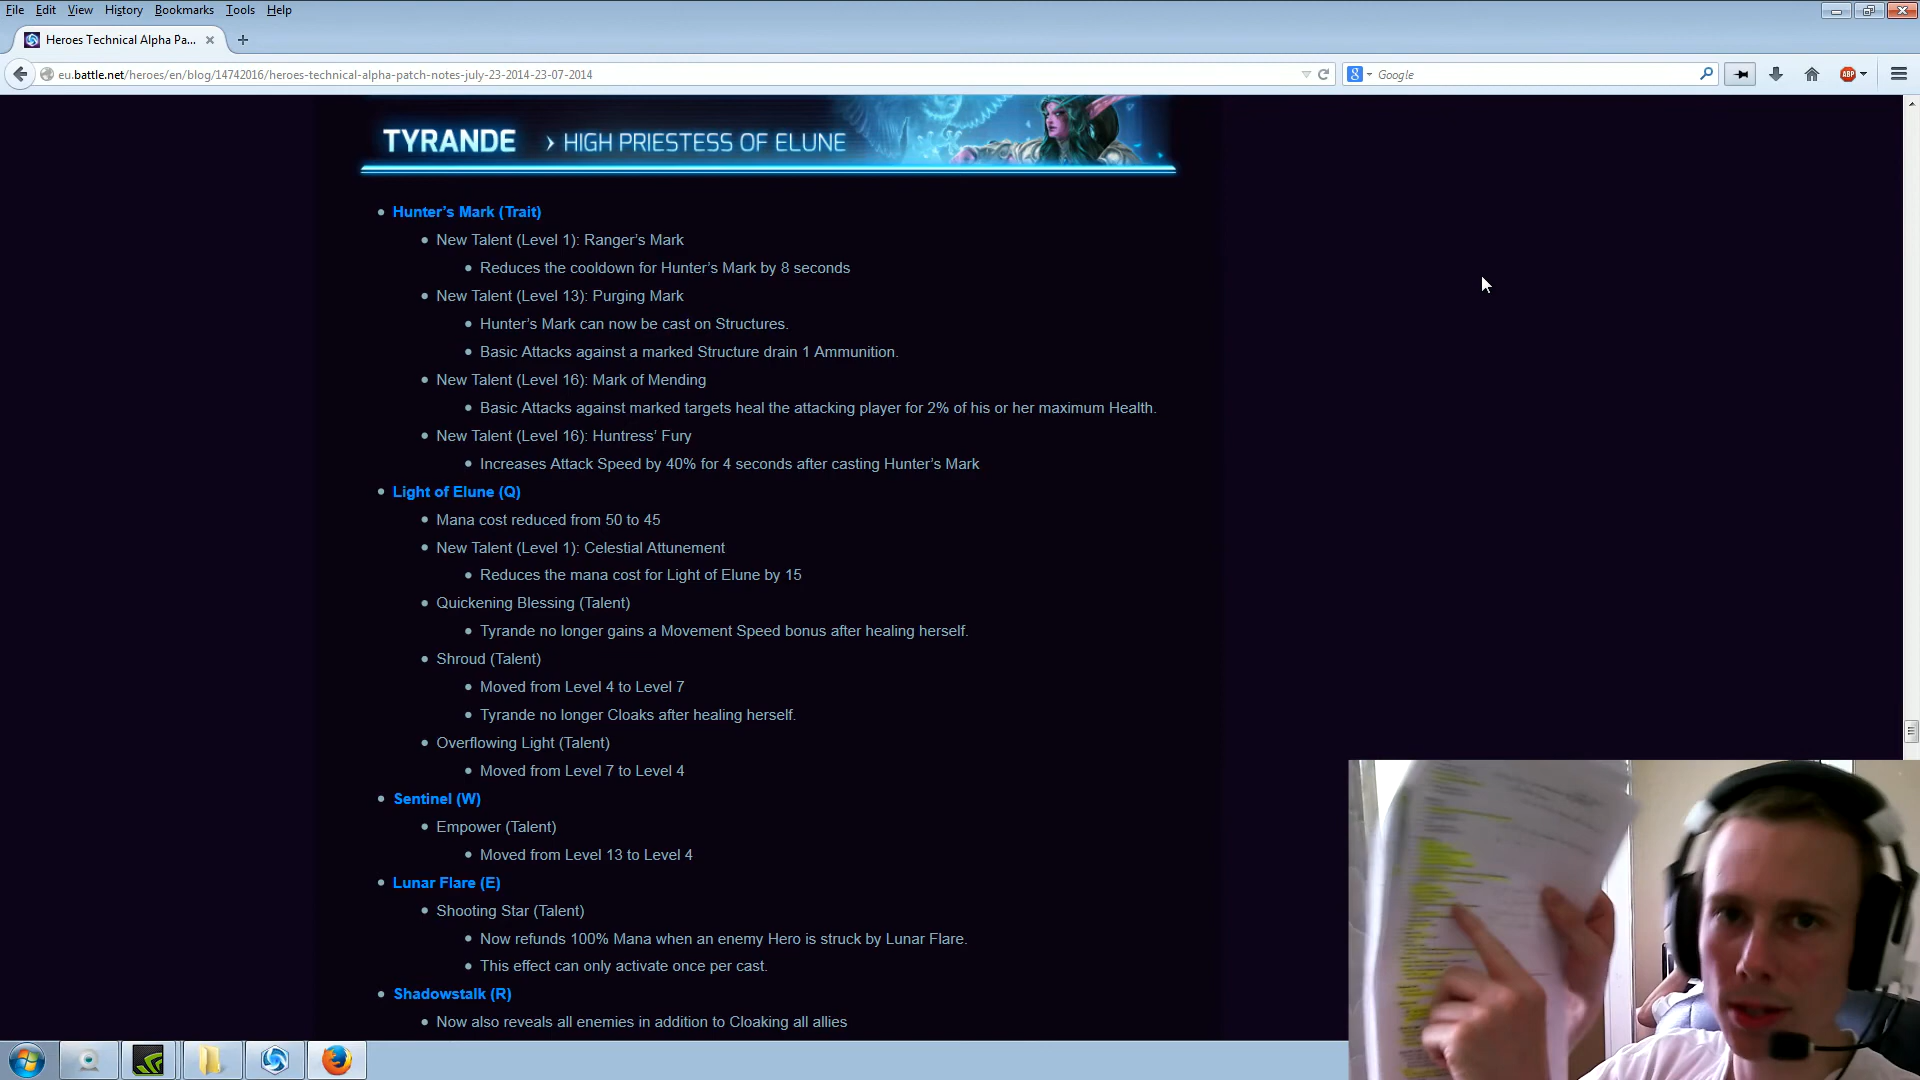 File Edit View History Bookmarks Tools Help
Heroes Technical Alpha Pa...
eu.battle.net/heroes/en/blog/14742016/heroes-technical-alpha-patch-notes-july-23-2014-23-07-2014
Google
ABP
TYRANDE › HIGH PRIESTESS OF ELUNE
Hunter’s Mark (Trait)
New Talent (Level 1): Ranger’s Mark
Reduces the cooldown for Hunter’s Mark by 8 seconds
New Talent (Level 13): Purging Mark
Hunter’s Mark can now be cast on Structures.
Basic Attacks against a marked Structure drain 1 Ammunition.
New Talent (Level 16): Mark of Mending
Basic Attacks against marked targets heal the attacking player for 2% of his or her maximum Health.
New Talent (Level 16): Huntress’ Fury
Increases Attack Speed by 40% for 4 seconds after casting Hunter’s Mark
Light of Elune (Q)
Mana cost reduced from 50 to 45
New Talent (Level 1): Celestial Attunement
Reduces the mana cost for Light of Elune by 15
Quickening Blessing (Talent)
Tyrande no longer gains a Movement Speed bonus after healing herself.
Shroud (Talent)
Moved from Level 4 to Level 7
Tyrande no longer Cloaks after healing herself.
Overflowing Light (Talent)
Moved from Level 7 to Level 4
Sentinel (W)
Empower (Talent)
Moved from Level 13 to Level 4
Lunar Flare (E)
Shooting Star (Talent)
Now refunds 100% Mana when an enemy Hero is struck by Lunar Flare.
This effect can only activate once per cast.
Shadowstalk (R)
Now also reveals all enemies in addition to Cloaking all allies